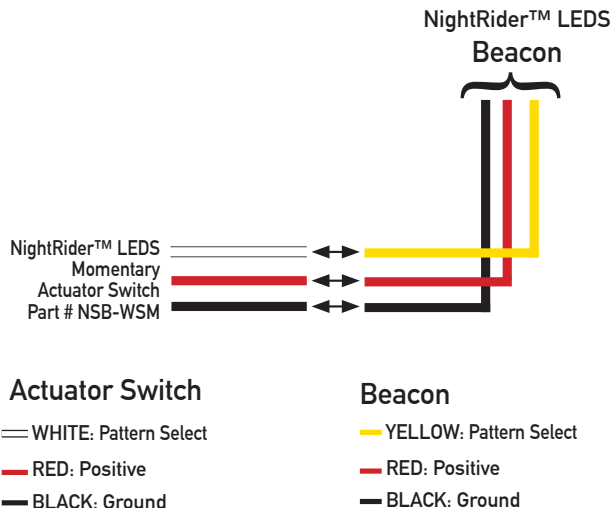 NightRider™ LEDS
Beacon
NightRider™ LEDS
Momentary
Actuator Switch
Part # NSB-WSM
Actuator Switch
WHITE: Pattern Select
RED: Positive
BLACK: Ground
Beacon
YELLOW: Pattern Select
RED: Positive
BLACK: Ground